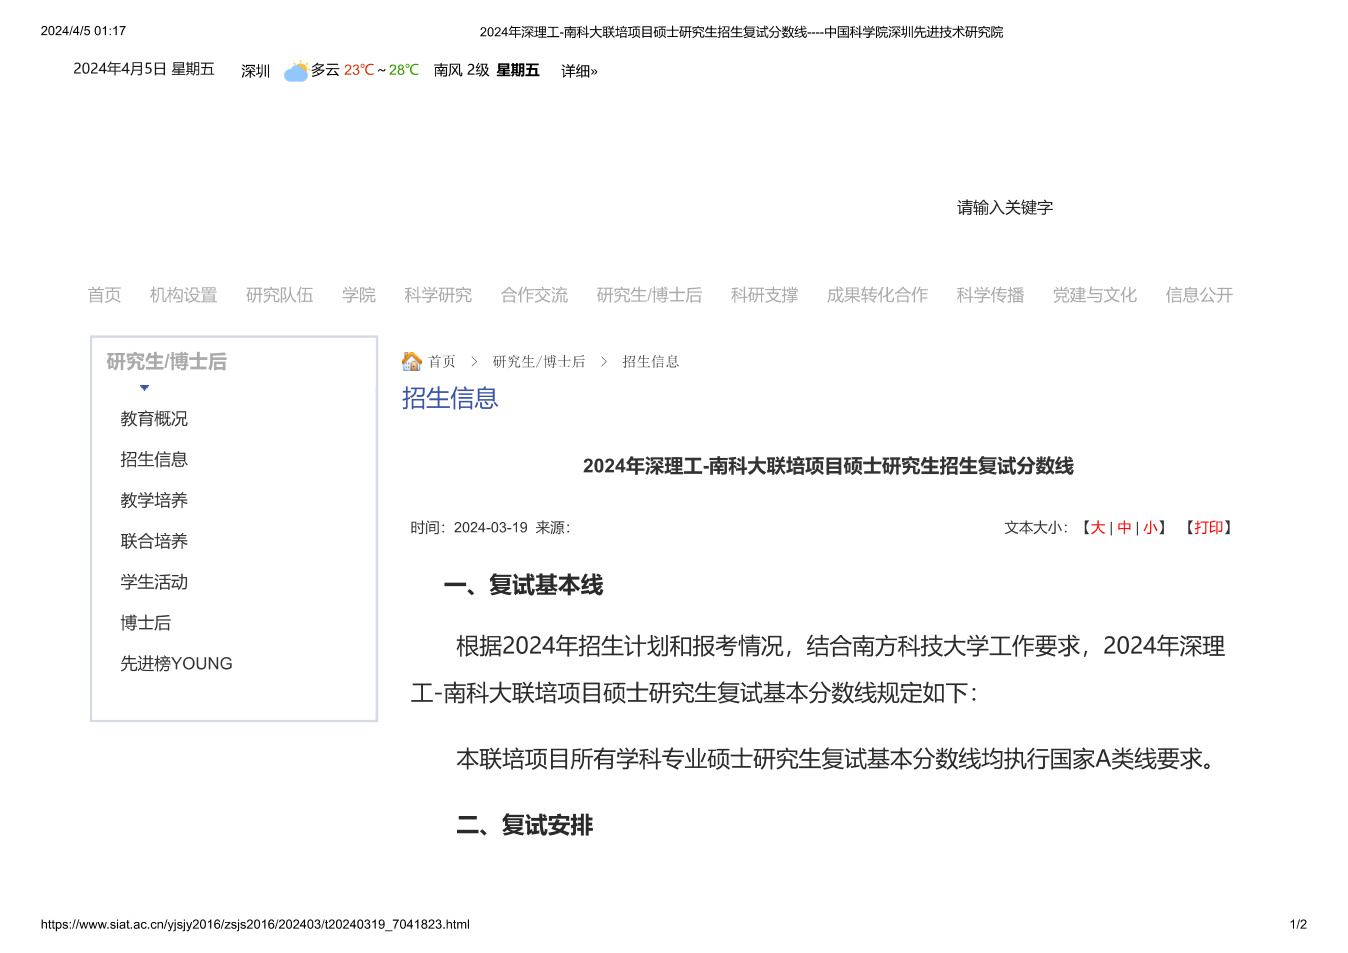 2024/4/5 01:17
2024年深理工-南科大联培项目硕士研究生招生复试分数线----中国科学院深圳先进技术研究院
2024年4月5日 星期五 深圳 多云 23℃ ~ 28℃ 南风 2级 星期五 详细»
请输入关键字
首页 机构设置 研究队伍 学院 科学研究 合作交流 研究生/博士后 科研支撑 成果转化合作 科学传播 党建与文化 信息公开
研究生/博士后
教育概况
招生信息
教学培养
联合培养
学生活动
博士后
先进榜YOUNG
首页 > 研究生/博士后 > 招生信息
招生信息
2024年深理工-南科大联培项目硕士研究生招生复试分数线
时间：2024-03-19 来源：
文本大小：【大 | 中 | 小】 【打印】
一、复试基本线
根据2024年招生计划和报考情况，结合南方科技大学工作要求，2024年深理
工-南科大联培项目硕士研究生复试基本分数线规定如下：
本联培项目所有学科专业硕士研究生复试基本分数线均执行国家A类线要求。
二、复试安排
https://www.siat.ac.cn/yjsjy2016/zsjs2016/202403/t20240319_7041823.html
1/2